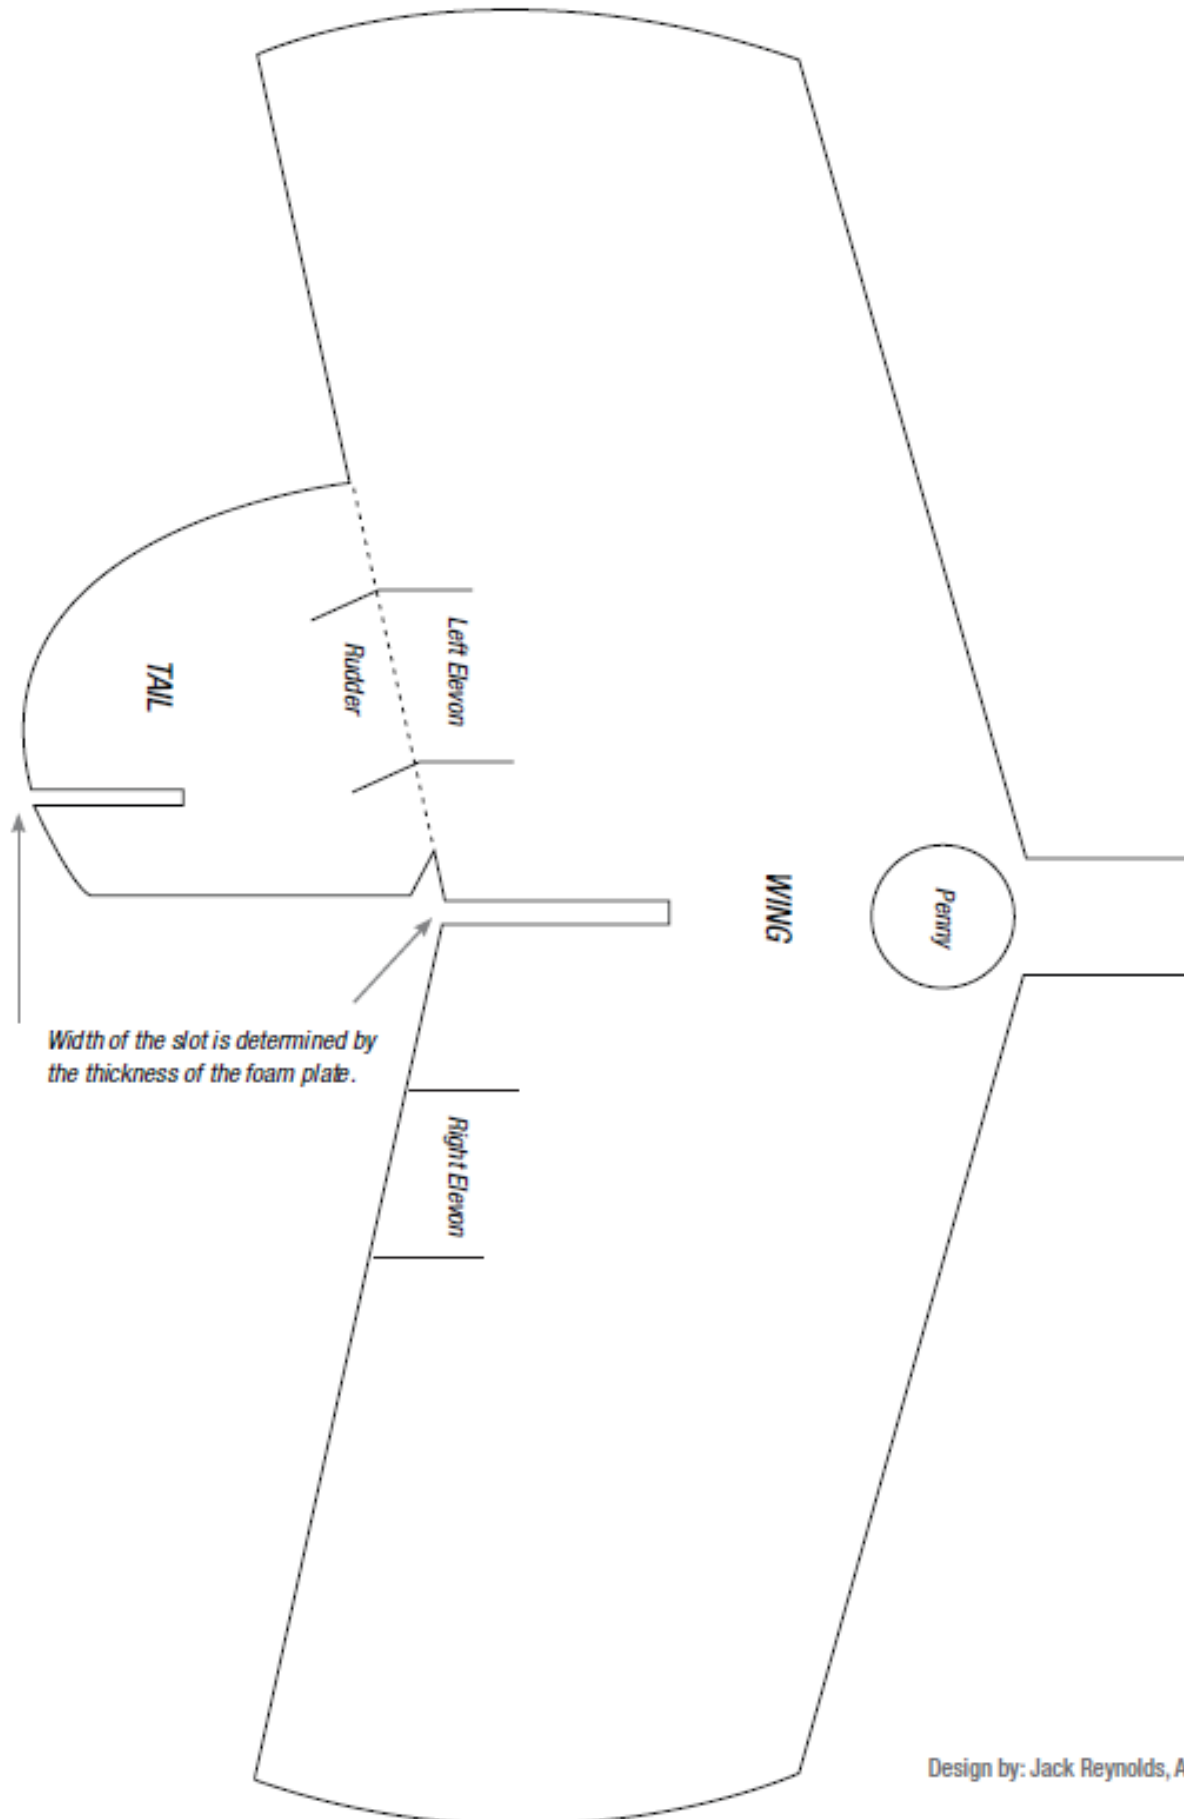 Left Elevon
Rudder
TAIL
WING
Penny
Width of the slot is determined by
the thickness of the foam plate.
Right Elevon
Design by: Jack Reynolds, A